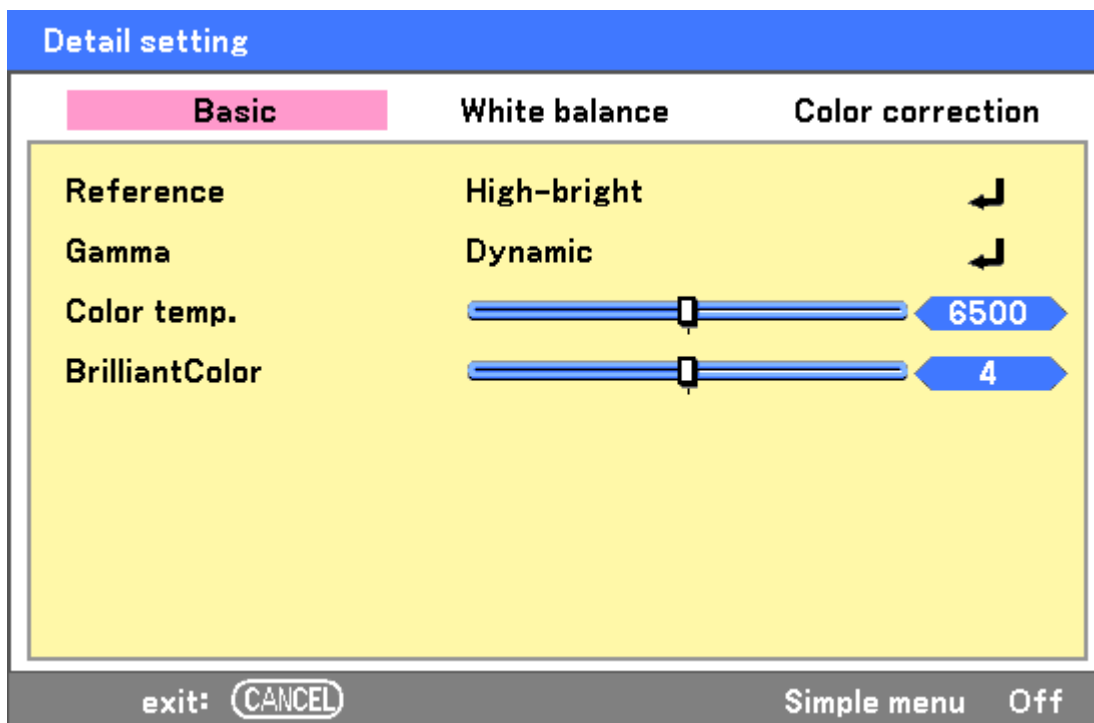 Detail setting
Basic White balance Color correction
Reference High-bright
Gamma Dynamic
Color temp. 6500
BrilliantColor 4
exit: CANCEL Simple menu Off